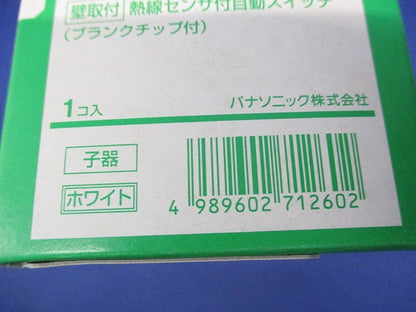 壁取付 熱線センサ付自動スイッチ
(ブランクチップ付)
1コ入 パナソニック株式会社
子器
ホワイト
4 989602 712602